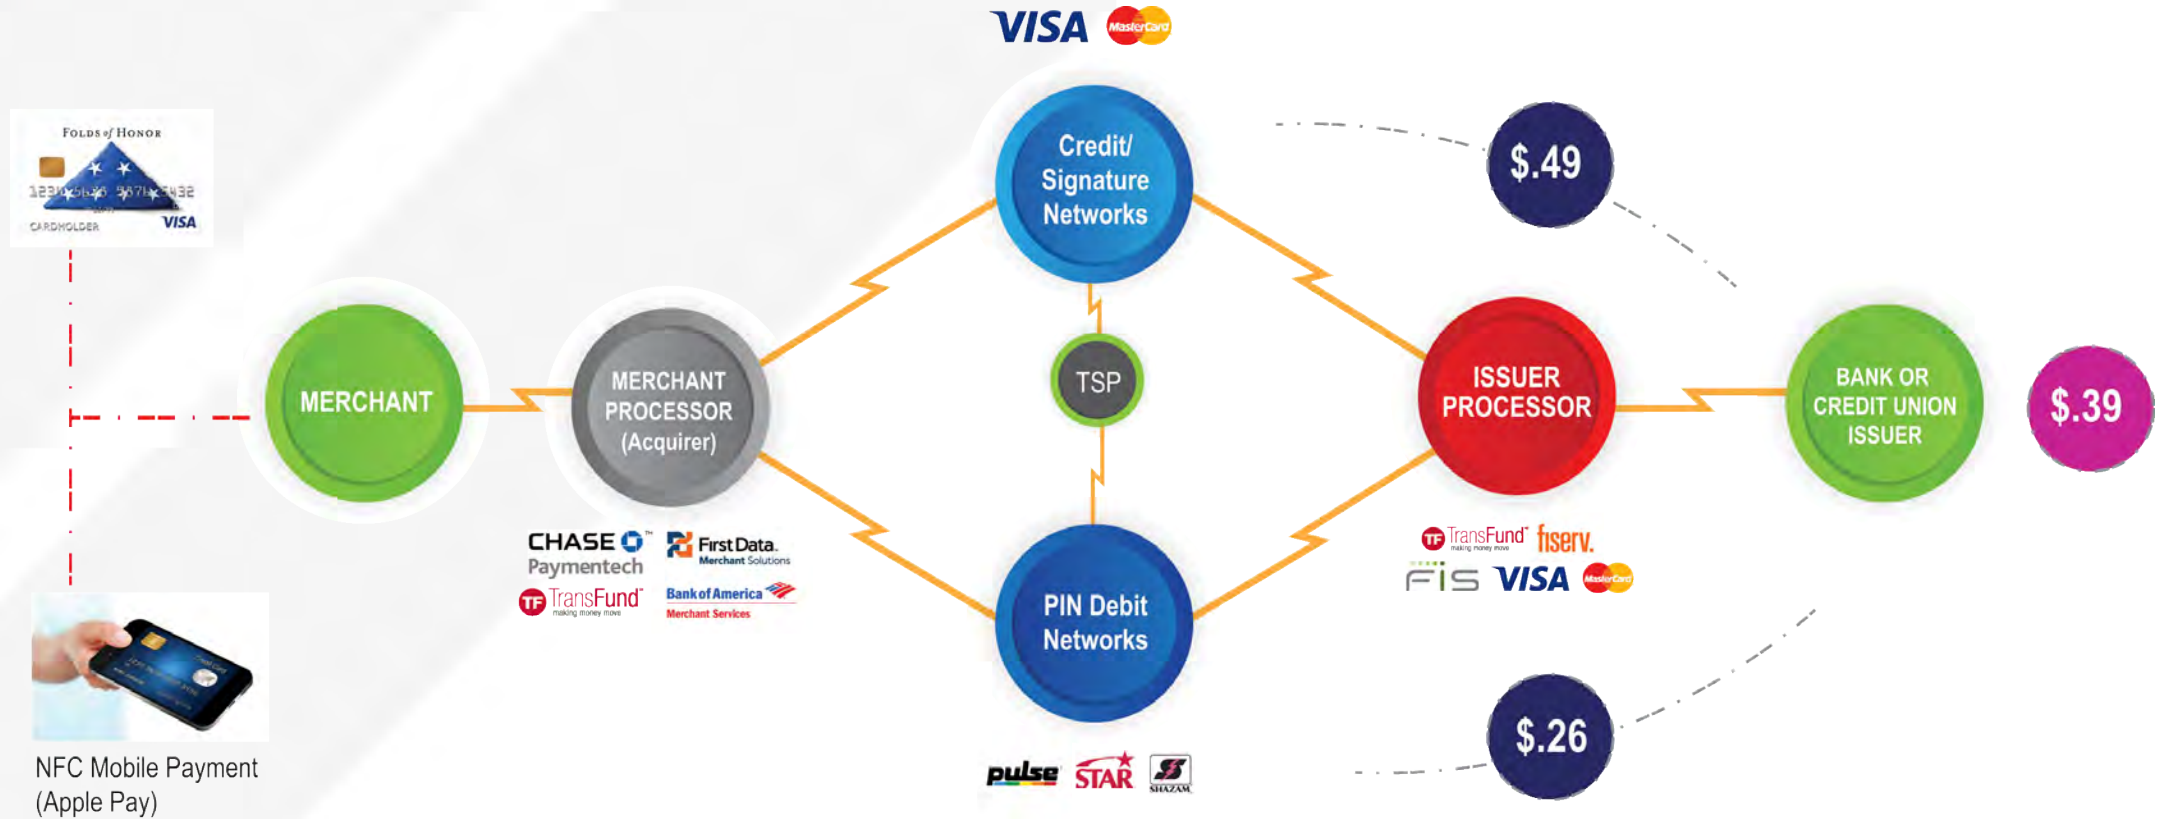 VISA MasterCard
FOLDS of HONOR
CARDHOLDER
VISA
MERCHANT
MERCHANT
PROCESSOR
(Acquirer)
CHASE ™
Paymentech
First Data.
Merchant Solutions
TF TransFund
making money move
Bank of America
Merchant Services
Credit/
Signature
Networks
TSP
PIN Debit
Networks
pulse STAR SHAZAM
ISSUER
PROCESSOR
TF TransFund
making money move
fiserv.
FIS VISA MasterCard
BANK OR
CREDIT UNION
ISSUER
$.49
$.39
$.26
NFC Mobile Payment
(Apple Pay)